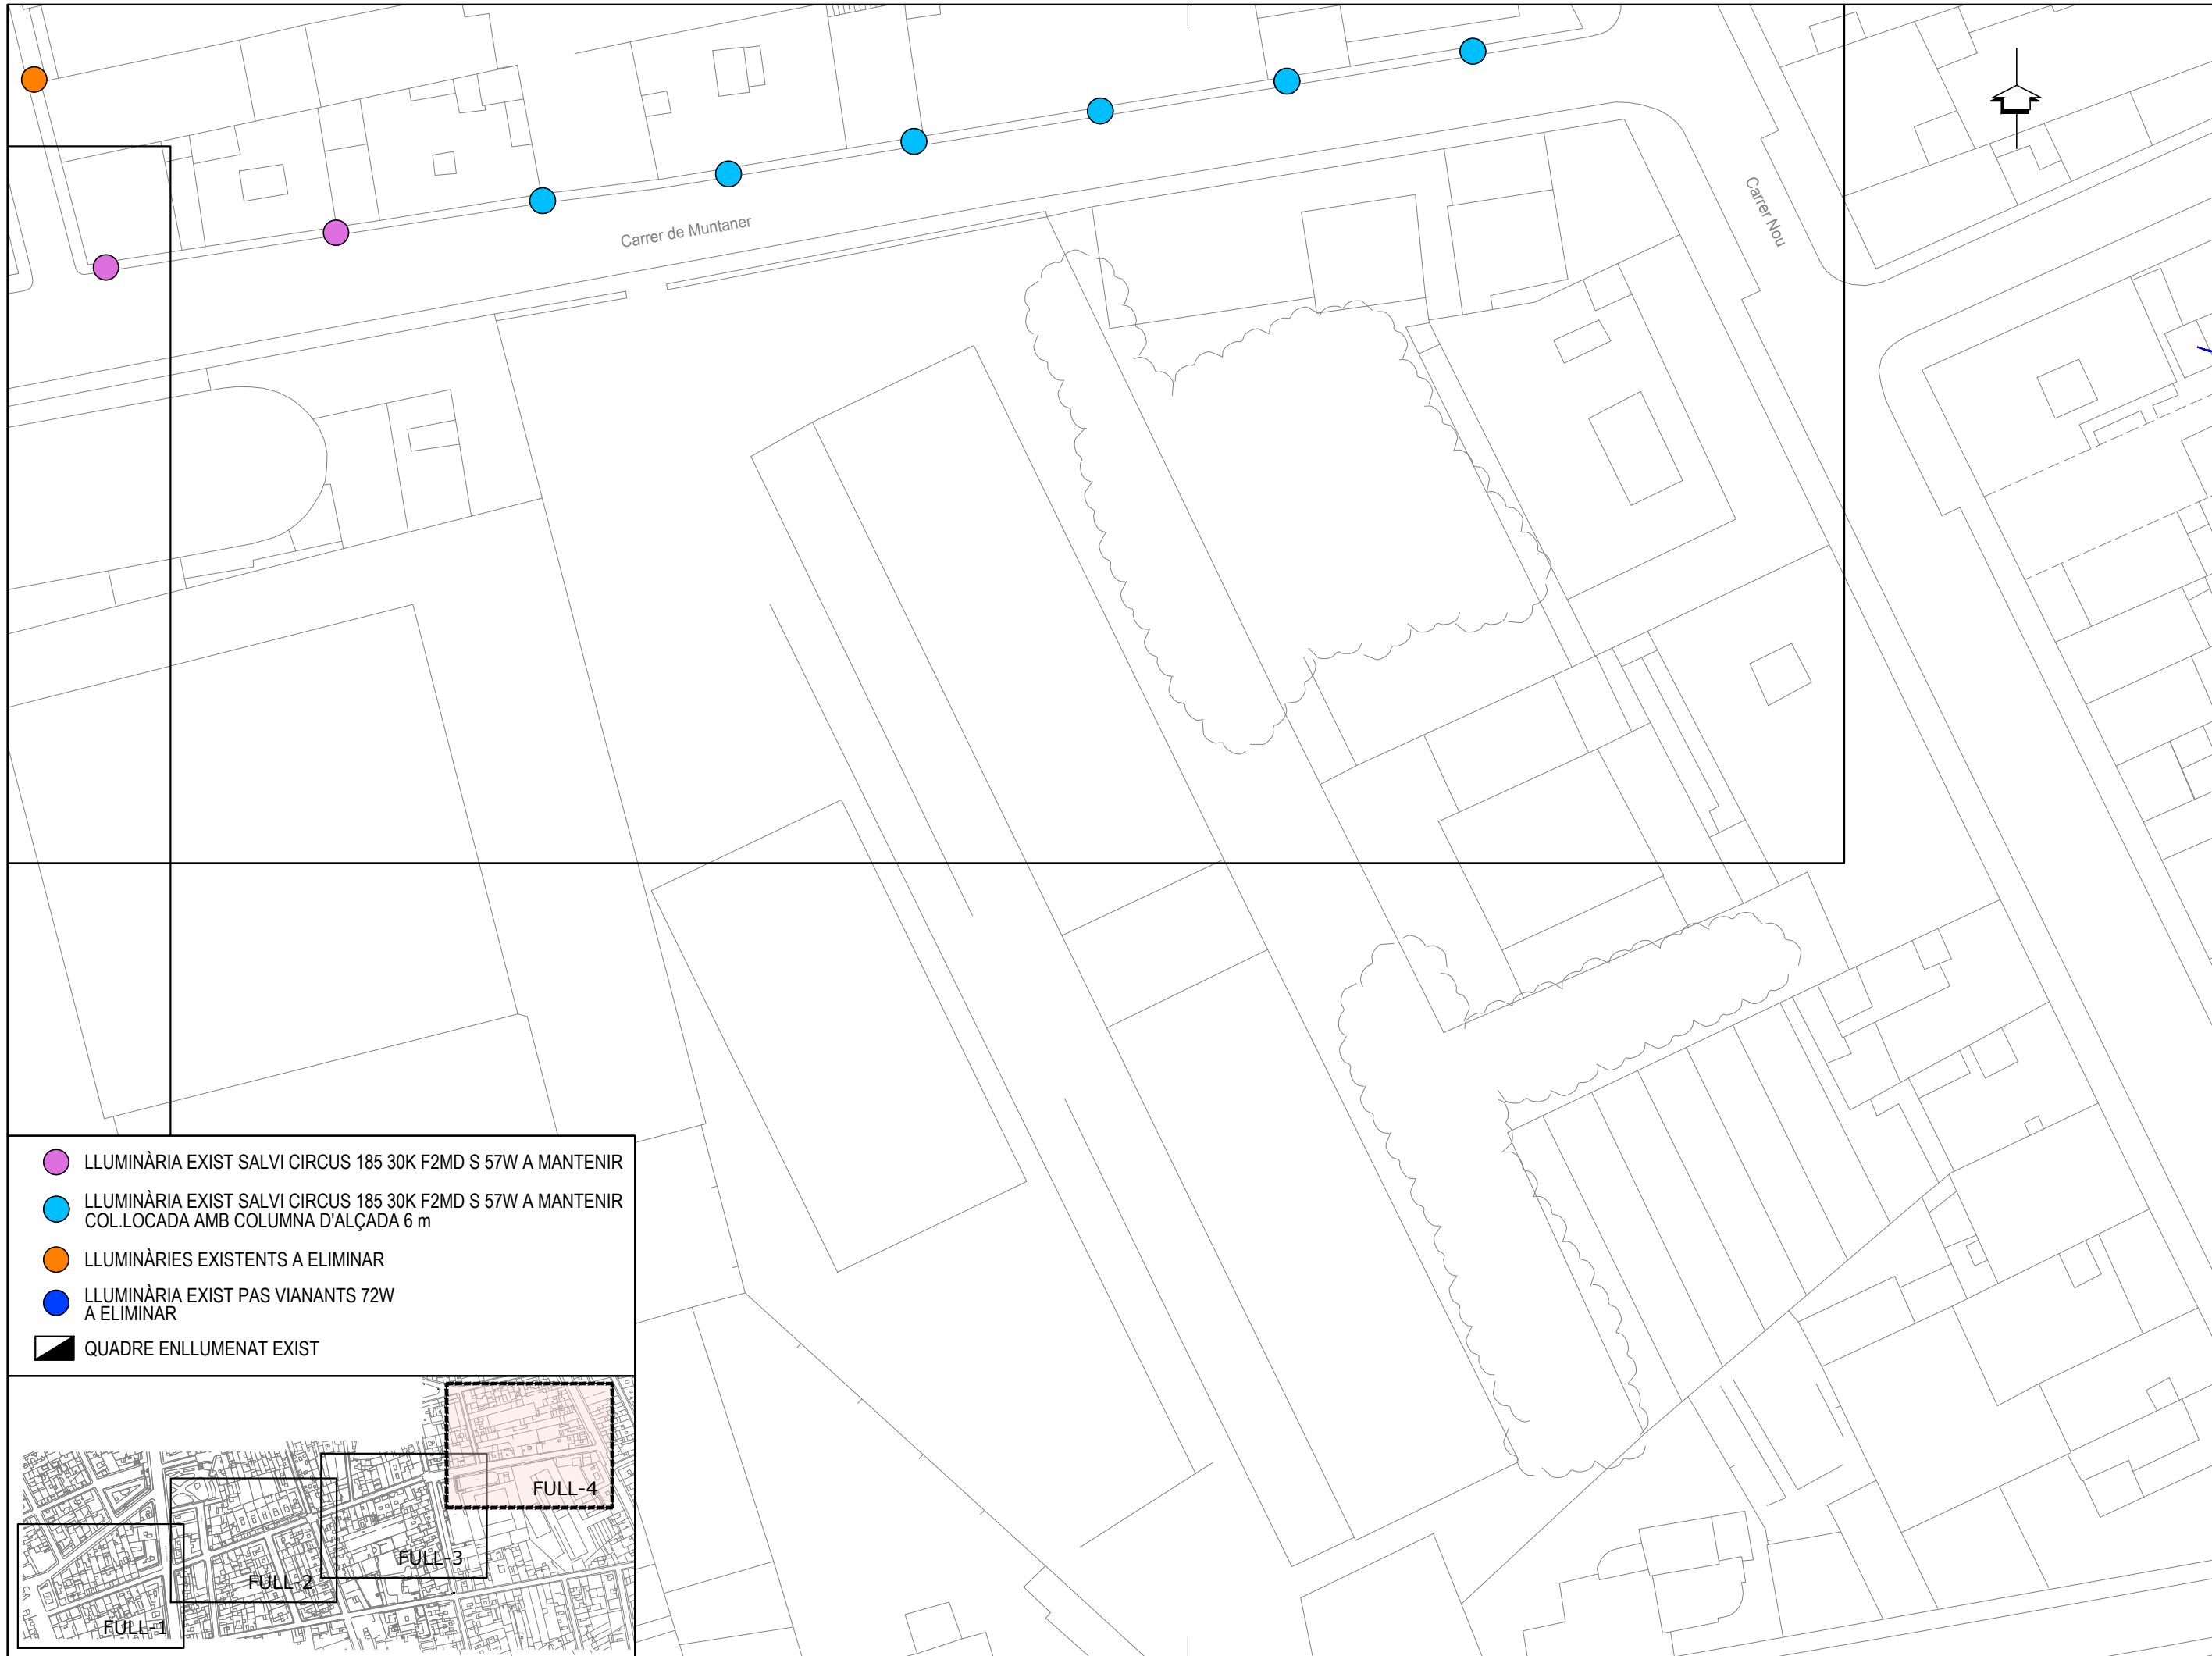 Carrer de Muntaner
Carrer Nou
LLUMINÀRIA EXIST SALVI CIRCUS 185 30K F2MD S 57W A MANTENIR
LLUMINÀRIA EXIST SALVI CIRCUS 185 30K F2MD S 57W A MANTENIR
COL.LOCADA AMB COLUMNA D'ALÇADA 6 m
LLUMINÀRIES EXISTENTS A ELIMINAR
LLUMINÀRIA EXIST PAS VIANANTS 72W
A ELIMINAR
QUADRE ENLLUMENAT EXIST
FULL-4
FULL-3
FULL-2
FULL-1